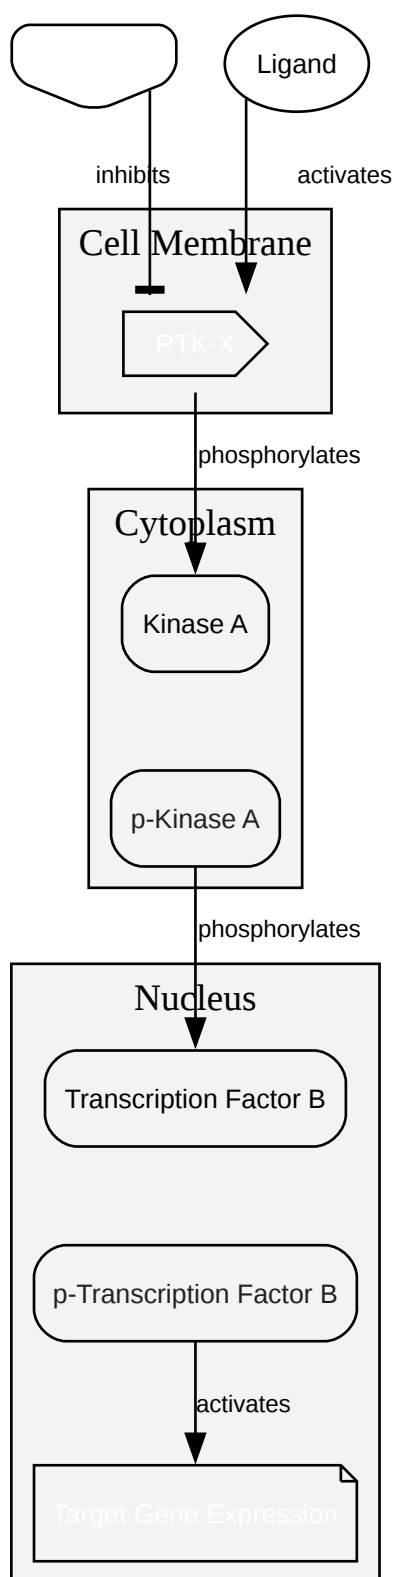 Ligand
inhibits
activates
Cell Membrane
RTK-X
phosphorylates
Cytoplasm
Kinase A
p-Kinase A
phosphorylates
Nucleus
Transcription Factor B
p-Transcription Factor B
activates
Target Gene Expression